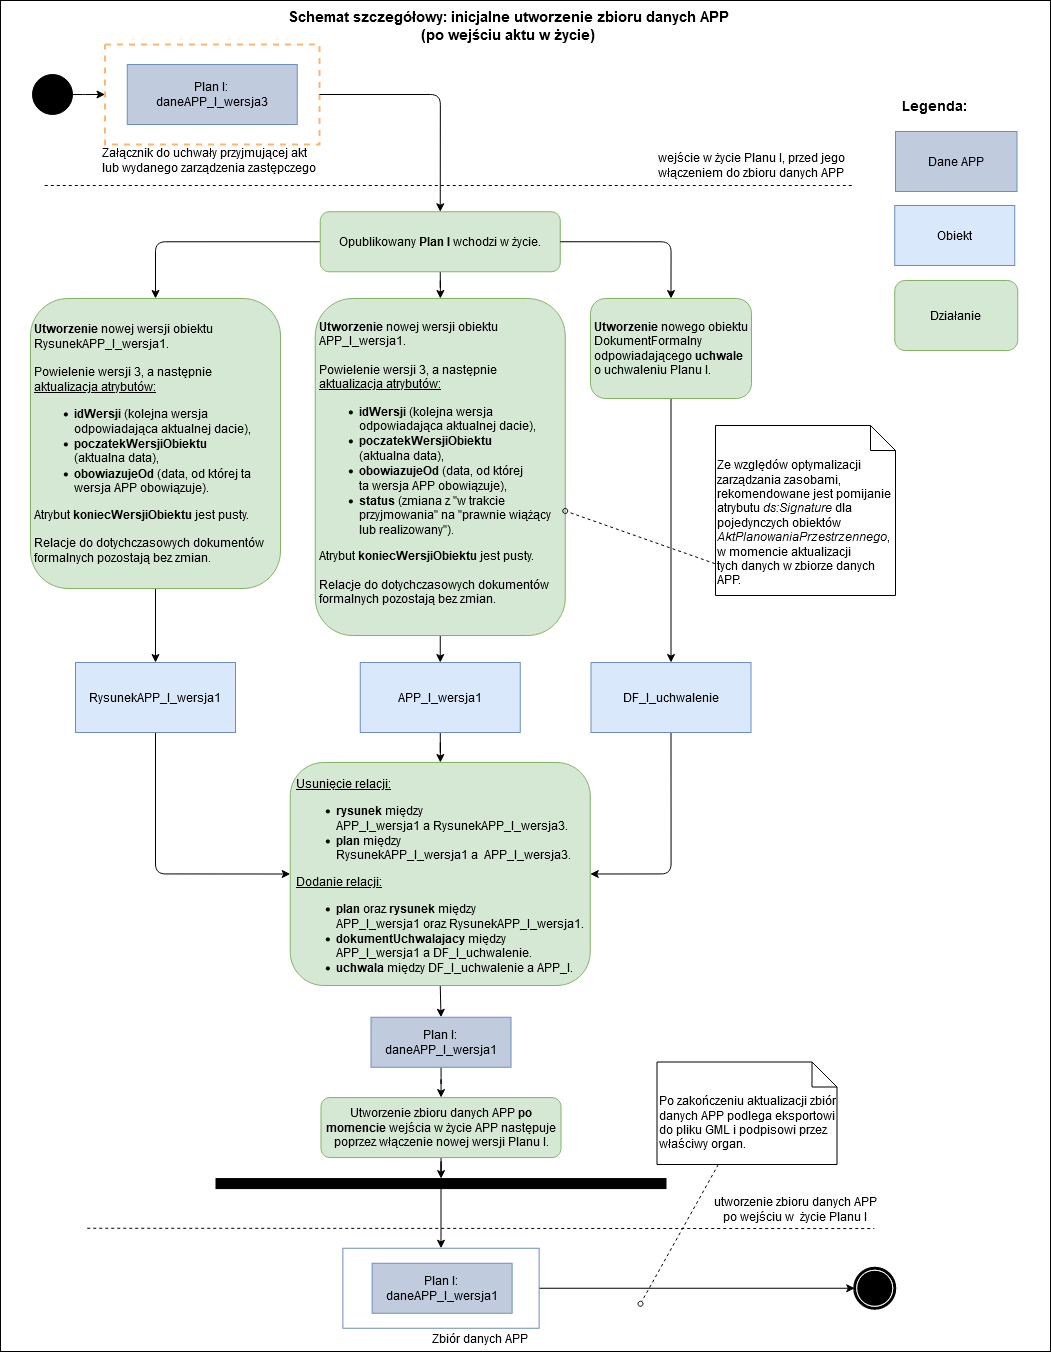 Schemat szczegółowy: inicjalne utworzenie zbioru danych APP
(po wejściu aktu w życie)
Plan I:
daneAPP_I_wersja3
Załącznik do uchwały przyjmującej akt
lub wydanego zarządzenia zastępczego
wejście w życie Planu I, przed jego
włączeniem do zbioru danych APP
Legenda:
Dane APP
Obiekt
Działanie
Opublikowany Plan I wchodzi w życie.
Utworzenie nowej wersji obiektu
RysunekAPP_I_wersja1.
Powielenie wersji 3, a następnie
aktualizacja atrybutów:
• idWersji (kolejna wersja
odpowiadająca aktualnej dacie),
• poczatekWersjiObiektu
(aktualna data),
• obowiazujeOd (data, od której ta
wersja APP obowiązuje).
Atrybut koniecWersjiObiektu jest pusty.
Relacje do dotychczasowych dokumentów
formalnych pozostają bez zmian.
Utworzenie nowej wersji obiektu
APP_I_wersja1.
Powielenie wersji 3, a następnie
aktualizacja atrybutów:
• idWersji (kolejna wersja
odpowiadająca aktualnej dacie),
• poczatekWersjiObiektu
(aktualna data),
• obowiazujeOd (data, od której
ta wersja APP obowiązuje),
• status (zmiana z "w trakcie
przyjmowania" na "prawnie wiążący
lub realizowany").
Atrybut koniecWersjiObiektu jest pusty.
Relacje do dotychczasowych dokumentów
formalnych pozostają bez zmian.
Utworzenie nowego obiektu
DokumentFormalny
odpowiadającego uchwale
o uchwaleniu Planu I.
Ze względów optymalizacji
zarządzania zasobami,
rekomendowane jest pomijanie
atrybutu ds:Signature dla
pojedynczych obiektów
AktPlanowaniaPrzestrzennego,
w momencie aktualizacji
tych danych w zbiorze danych
APP.
RysunekAPP_I_wersja1
APP_I_wersja1
DF_I_uchwalenie
Usunięcie relacji:
• rysunek między
APP_I_wersja1 a RysunekAPP_I_wersja3.
• plan między
RysunekAPP_I_wersja1 a  APP_I_wersja3.
Dodanie relacji:
• plan oraz rysunek między
APP_I_wersja1 oraz RysunekAPP_I_wersja1.
• dokumentUchwalajacy między
APP_I_wersja1 a DF_I_uchwalenie.
• uchwala między DF_I_uchwalenie a APP_I.
Plan I:
daneAPP_I_wersja1
Utworzenie zbioru danych APP po
momencie wejścia w życie APP następuje
poprzez włączenie nowej wersji Planu I.
Po zakończeniu aktualizacji zbiór
danych APP podlega eksportowi
do pliku GML i podpisowi przez
właściwy organ.
utworzenie zbioru danych APP
po wejściu w  życie Planu I
Plan I:
daneAPP_I_wersja1
Zbiór danych APP